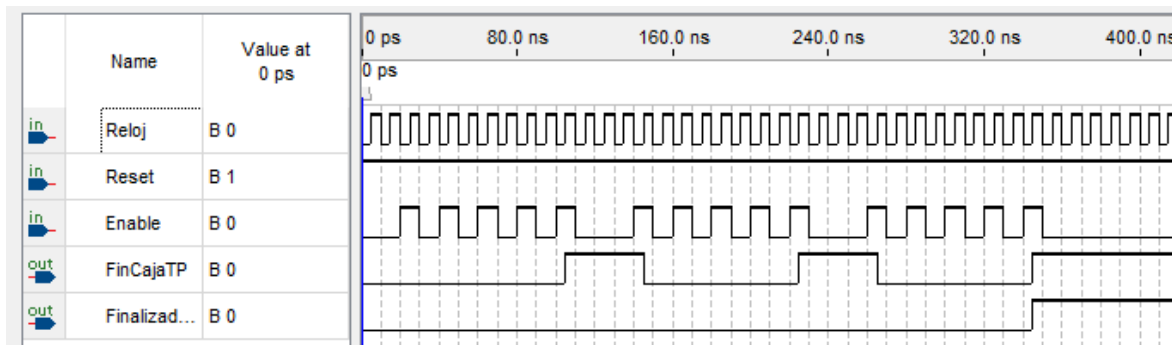 Name
Value at
0 ps
0 ps 80.0 ns 160.0 ns 240.0 ns 320.0 ns 400.0 ns
0 ps
in Reloj B 0
in Reset B 1
in Enable B 0
out FinCajaTP B 0
out Finalizad... B 0